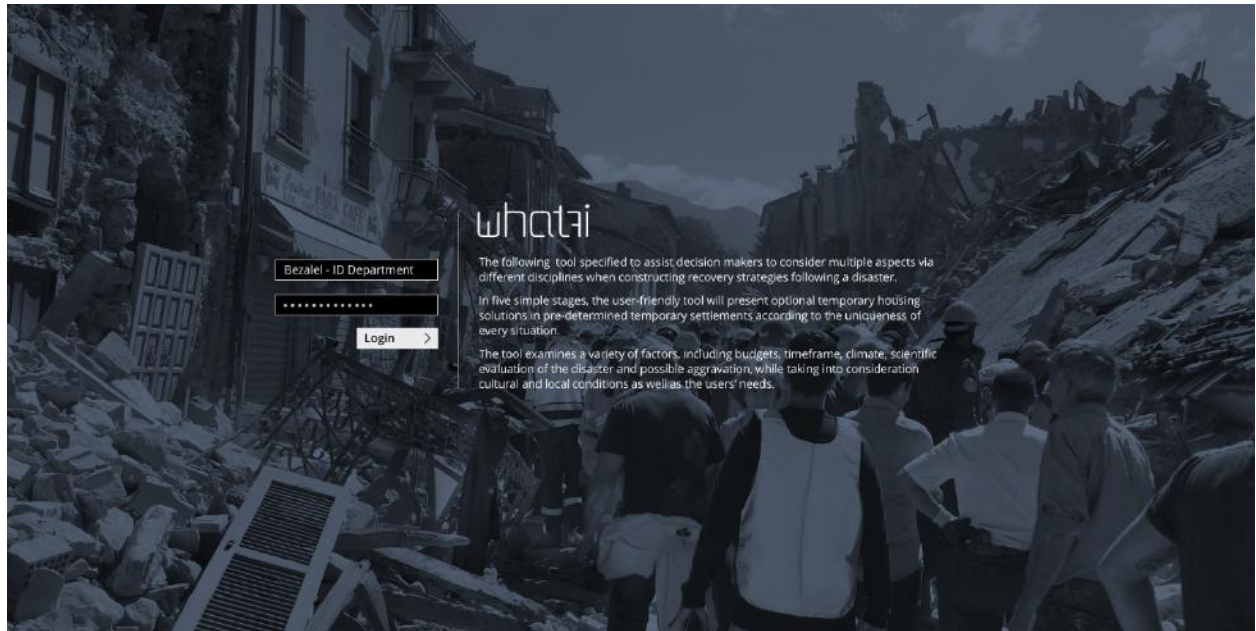 Bezalel - ID Department
•••••••••••••
Login >
The following tool specified to assist decision makers to consider multiple aspects via
different disciplines when constructing recovery strategies following a disaster.
In five simple stages, the user-friendly tool will present optional temporary housing
solutions in pre-determined temporary settlements according to the uniqueness of
every situation.
The tool examines a variety of factors, including budgets, timeframe, climate, scientific
evaluation of the disaster and possible aggravation, while taking into consideration
cultural and local conditions as well as the users' needs.
PARK CAFE